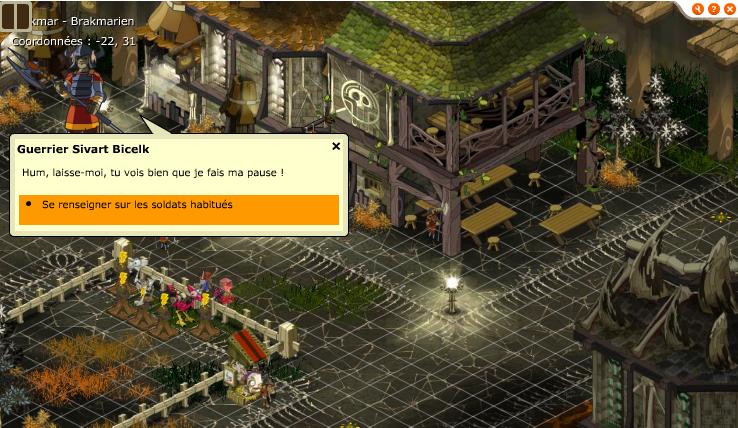 kmar - Brakmarien
Coordonnées : -22, 31
Guerrier Sivart Bicelk
Hum, laisse-moi, tu vois bien que je fais ma pause !
Se renseigner sur les soldats habitués